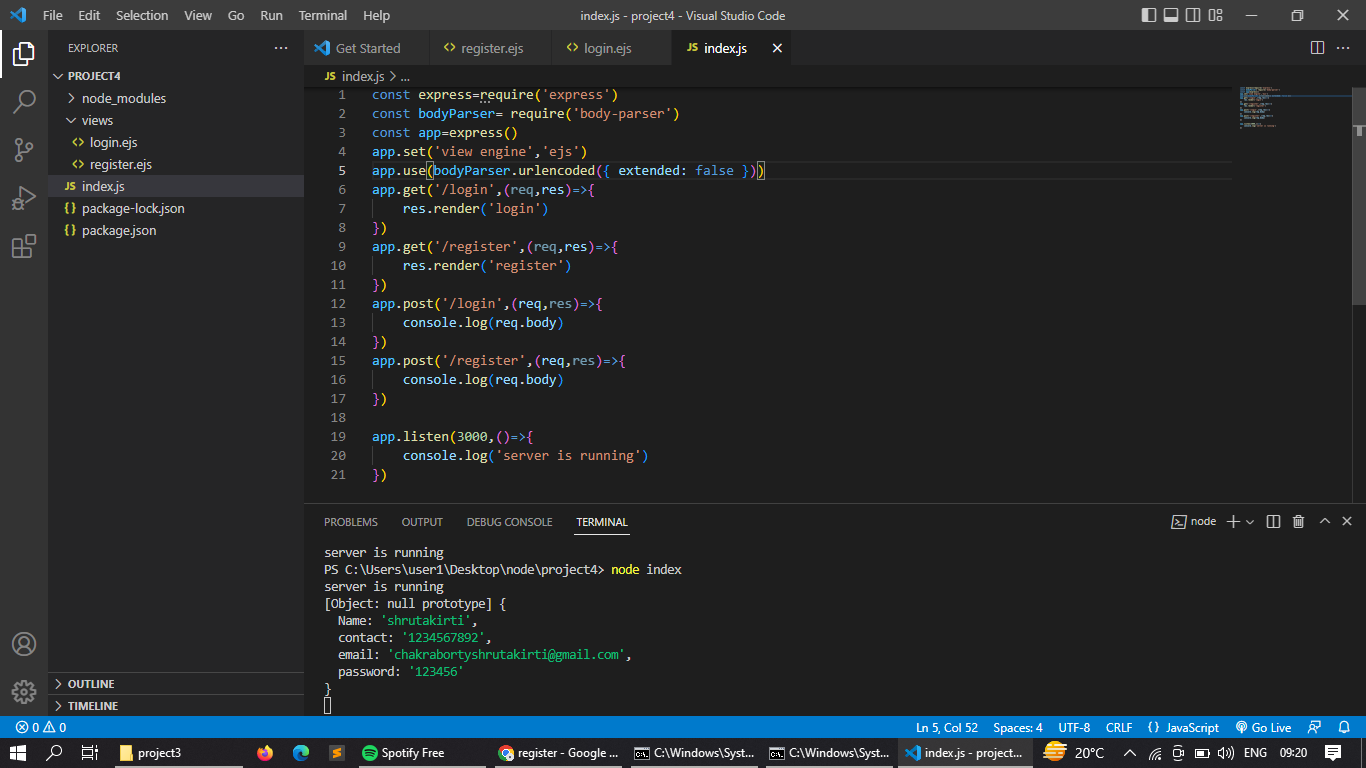 File Edit Selection View Go Run Terminal Help index.js - project4 - Visual Studio Code
EXPLORER
PROJECT4
node_modules
views
login.ejs
register.ejs
index.js
package-lock.json
package.json
OUTLINE
TIMELINE
Get Started register.ejs login.ejs JS index.js
JS index.js > ...
1 const express=require('express')
2 const bodyParser= require('body-parser')
3 const app=express()
4 app.set('view engine','ejs')
5 app.use(bodyParser.urlencoded({ extended: false }))
6 app.get('/login',(req,res)=>{
7 res.render('login')
8 })
9 app.get('/register',(req,res)=>{
10 res.render('register')
11 })
12 app.post('/login',(req,res)=>{
13 console.log(req.body)
14 })
15 app.post('/register',(req,res)=>{
16 console.log(req.body)
17 })
18
19 app.listen(3000,()=>{
20 console.log('server is running')
21 })
PROBLEMS OUTPUT DEBUG CONSOLE TERMINAL node
server is running
PS C:\Users\user1\Desktop\node\project4> node index
server is running
[Object: null prototype] {
Name: 'shrutakirti',
contact: '1234567892',
email: 'chakrabortyshrutakirti@gmail.com',
password: '123456'
}
0 0 Ln 5, Col 52 Spaces: 4 UTF-8 CRLF {} JavaScript Go Live
project3 Spotify Free register - Google ... C:\Windows\Syst... C:\Windows\Syst... index.js - project... 20°C ENG 09:20